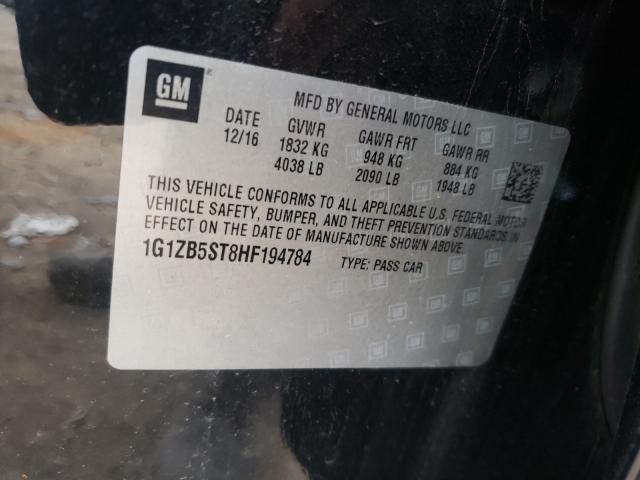 GM
MFD BY GENERAL MOTORS LLC
DATE GVWR GAWR FRT GAWR RR
12/16 1832 KG 948 KG 884 KG
4038 LB 2090 LB 1948 LB
THIS VEHICLE CONFORMS TO ALL APPLICABLE U.S. FEDERAL MOTOR
VEHICLE SAFETY, BUMPER, AND THEFT PREVENTION STANDARDS IN
EFFECT ON THE DATE OF MANUFACTURE SHOWN ABOVE.
1G1ZB5ST8HF194784 TYPE: PASS CAR